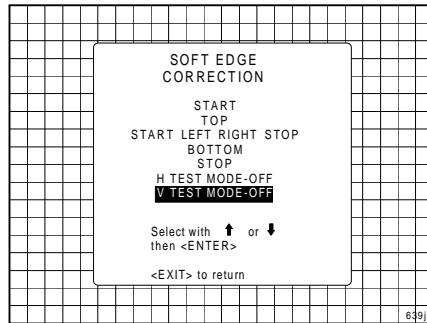 SOFT EDGE
CORRECTION
START
TOP
START LEFT RIGHT STOP
BOTTOM
STOP
H TEST MODE-OFF
V TEST MODE-OFF
Select with ↑ or ↓
then <ENTER>
<EXIT> to return
639j